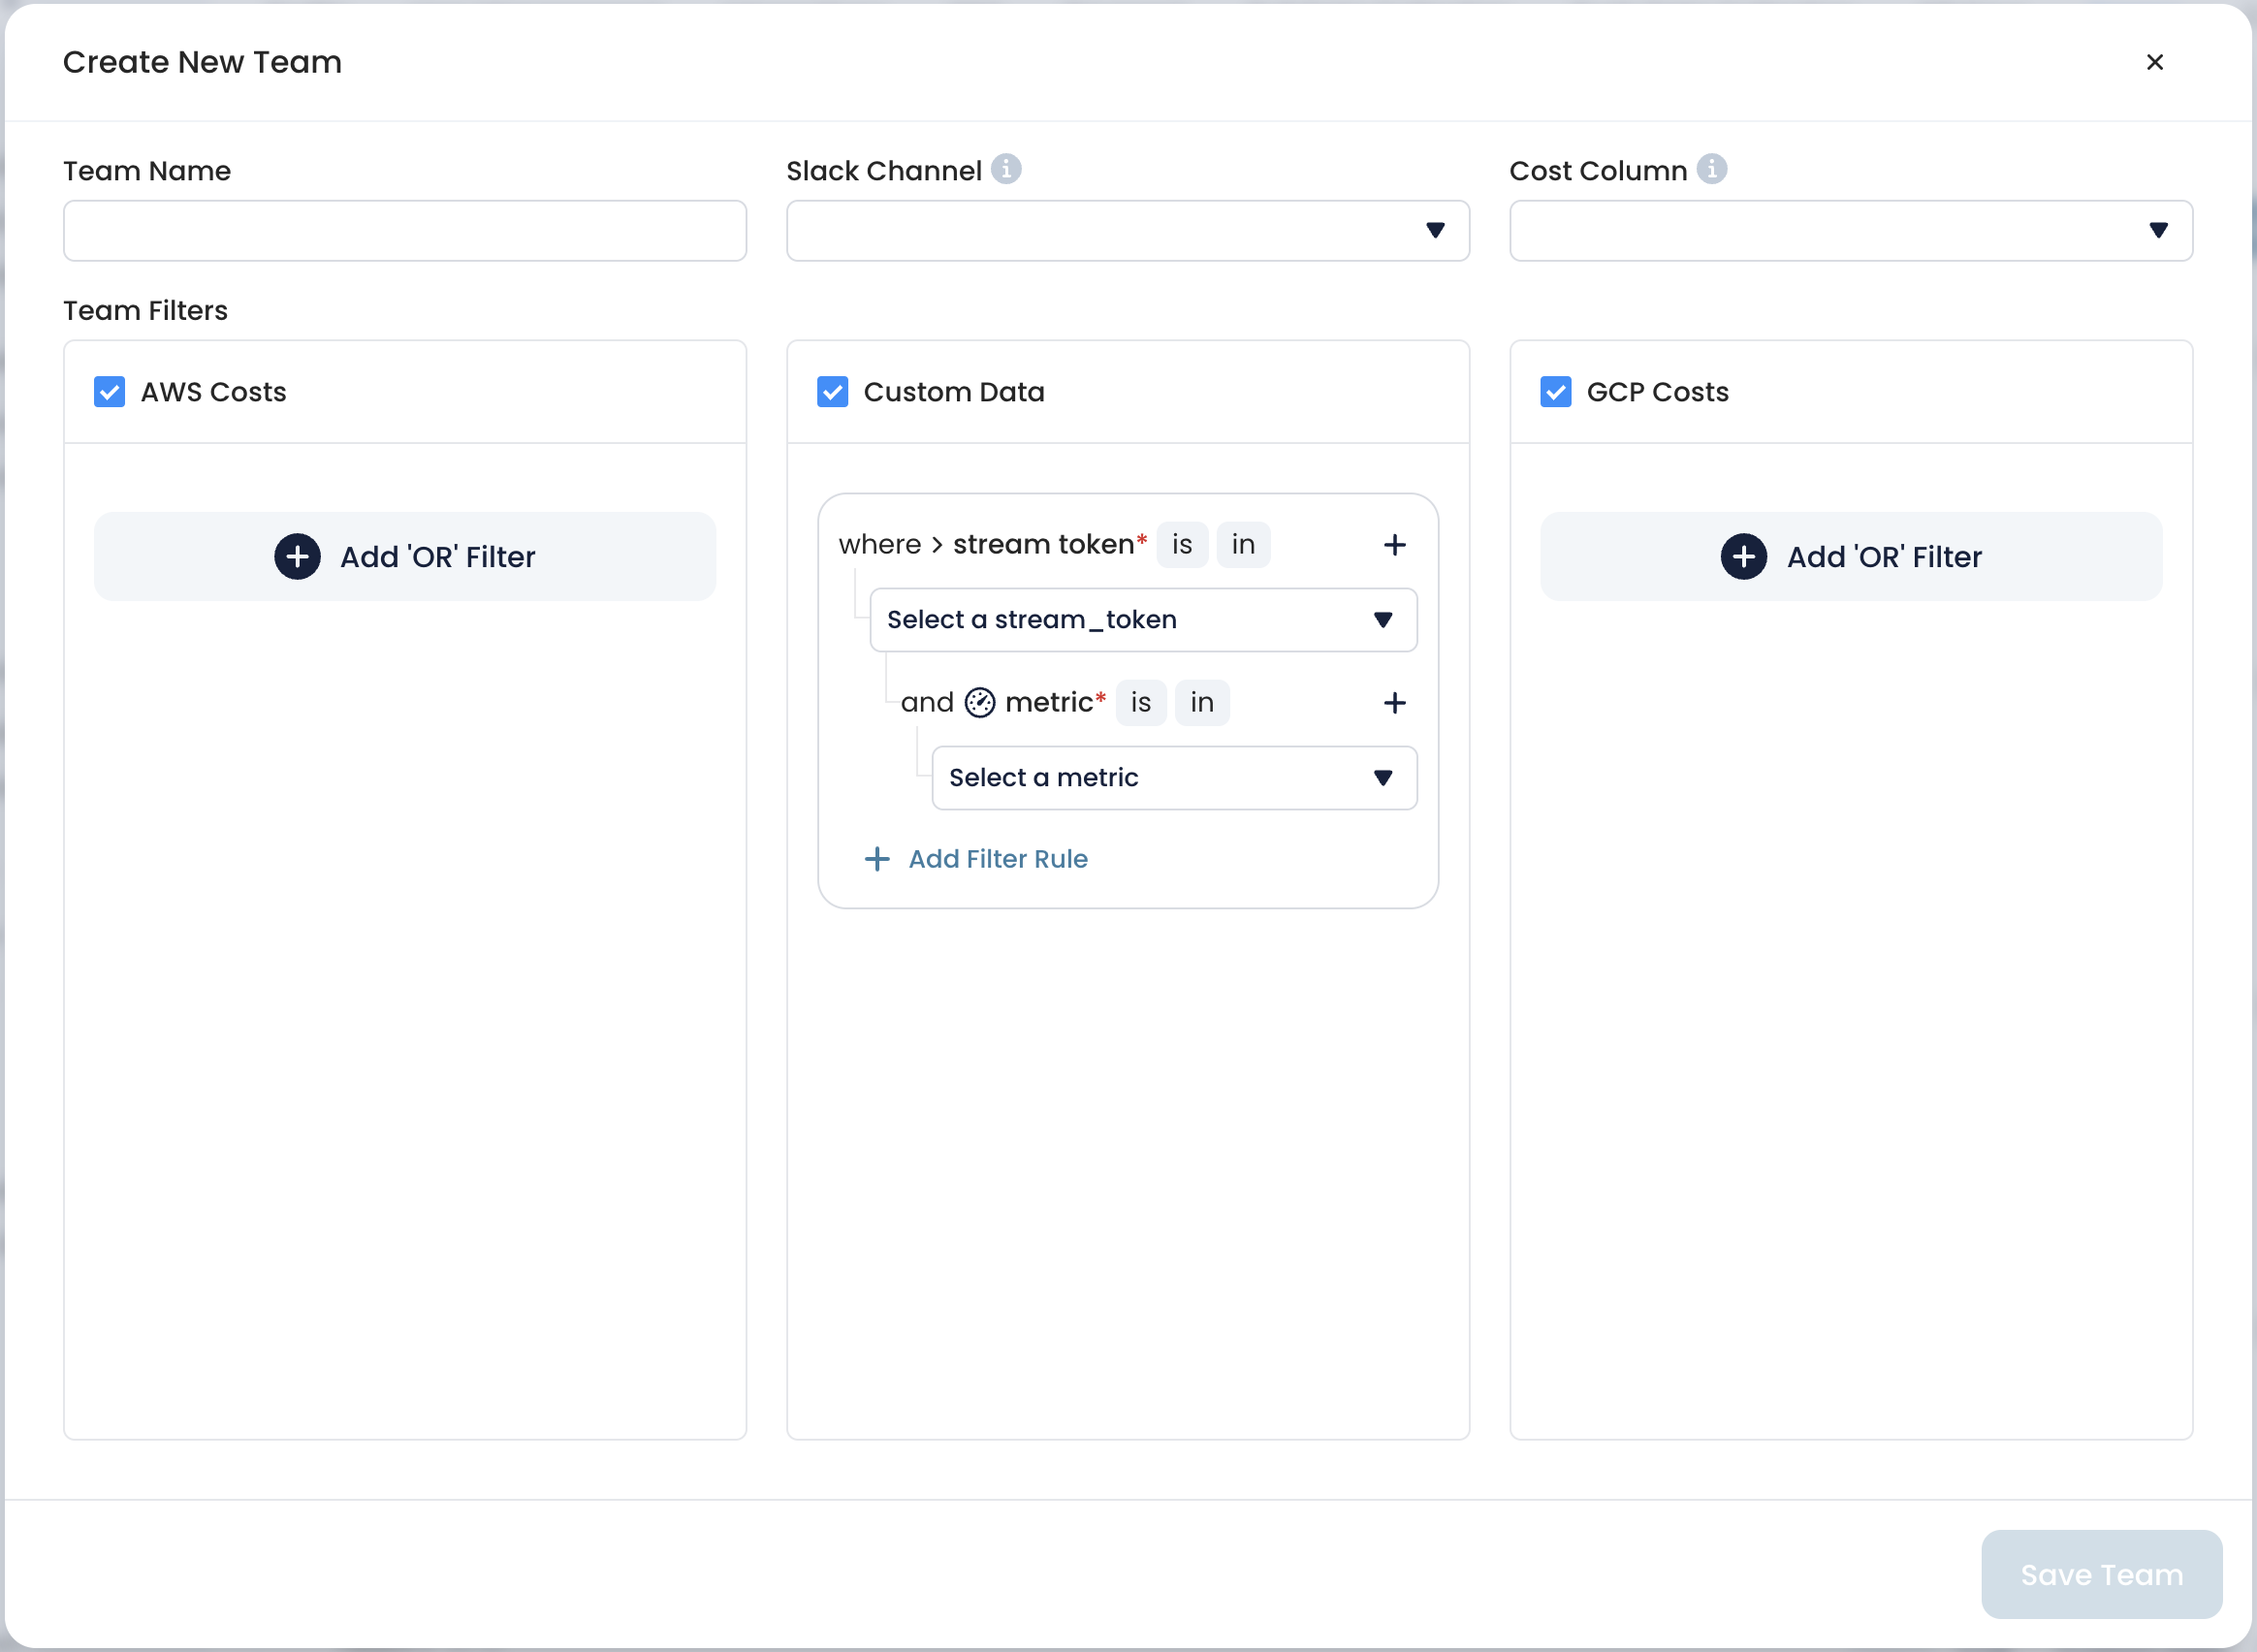 Create New Team
Team Name
Slack Channel
Cost Column
Team Filters
AWS Costs
Add 'OR' Filter
Custom Data
where > stream token* is in
Select a stream_token
and metric* is in
Select a metric
Add Filter Rule
GCP Costs
Add 'OR' Filter
Save Team